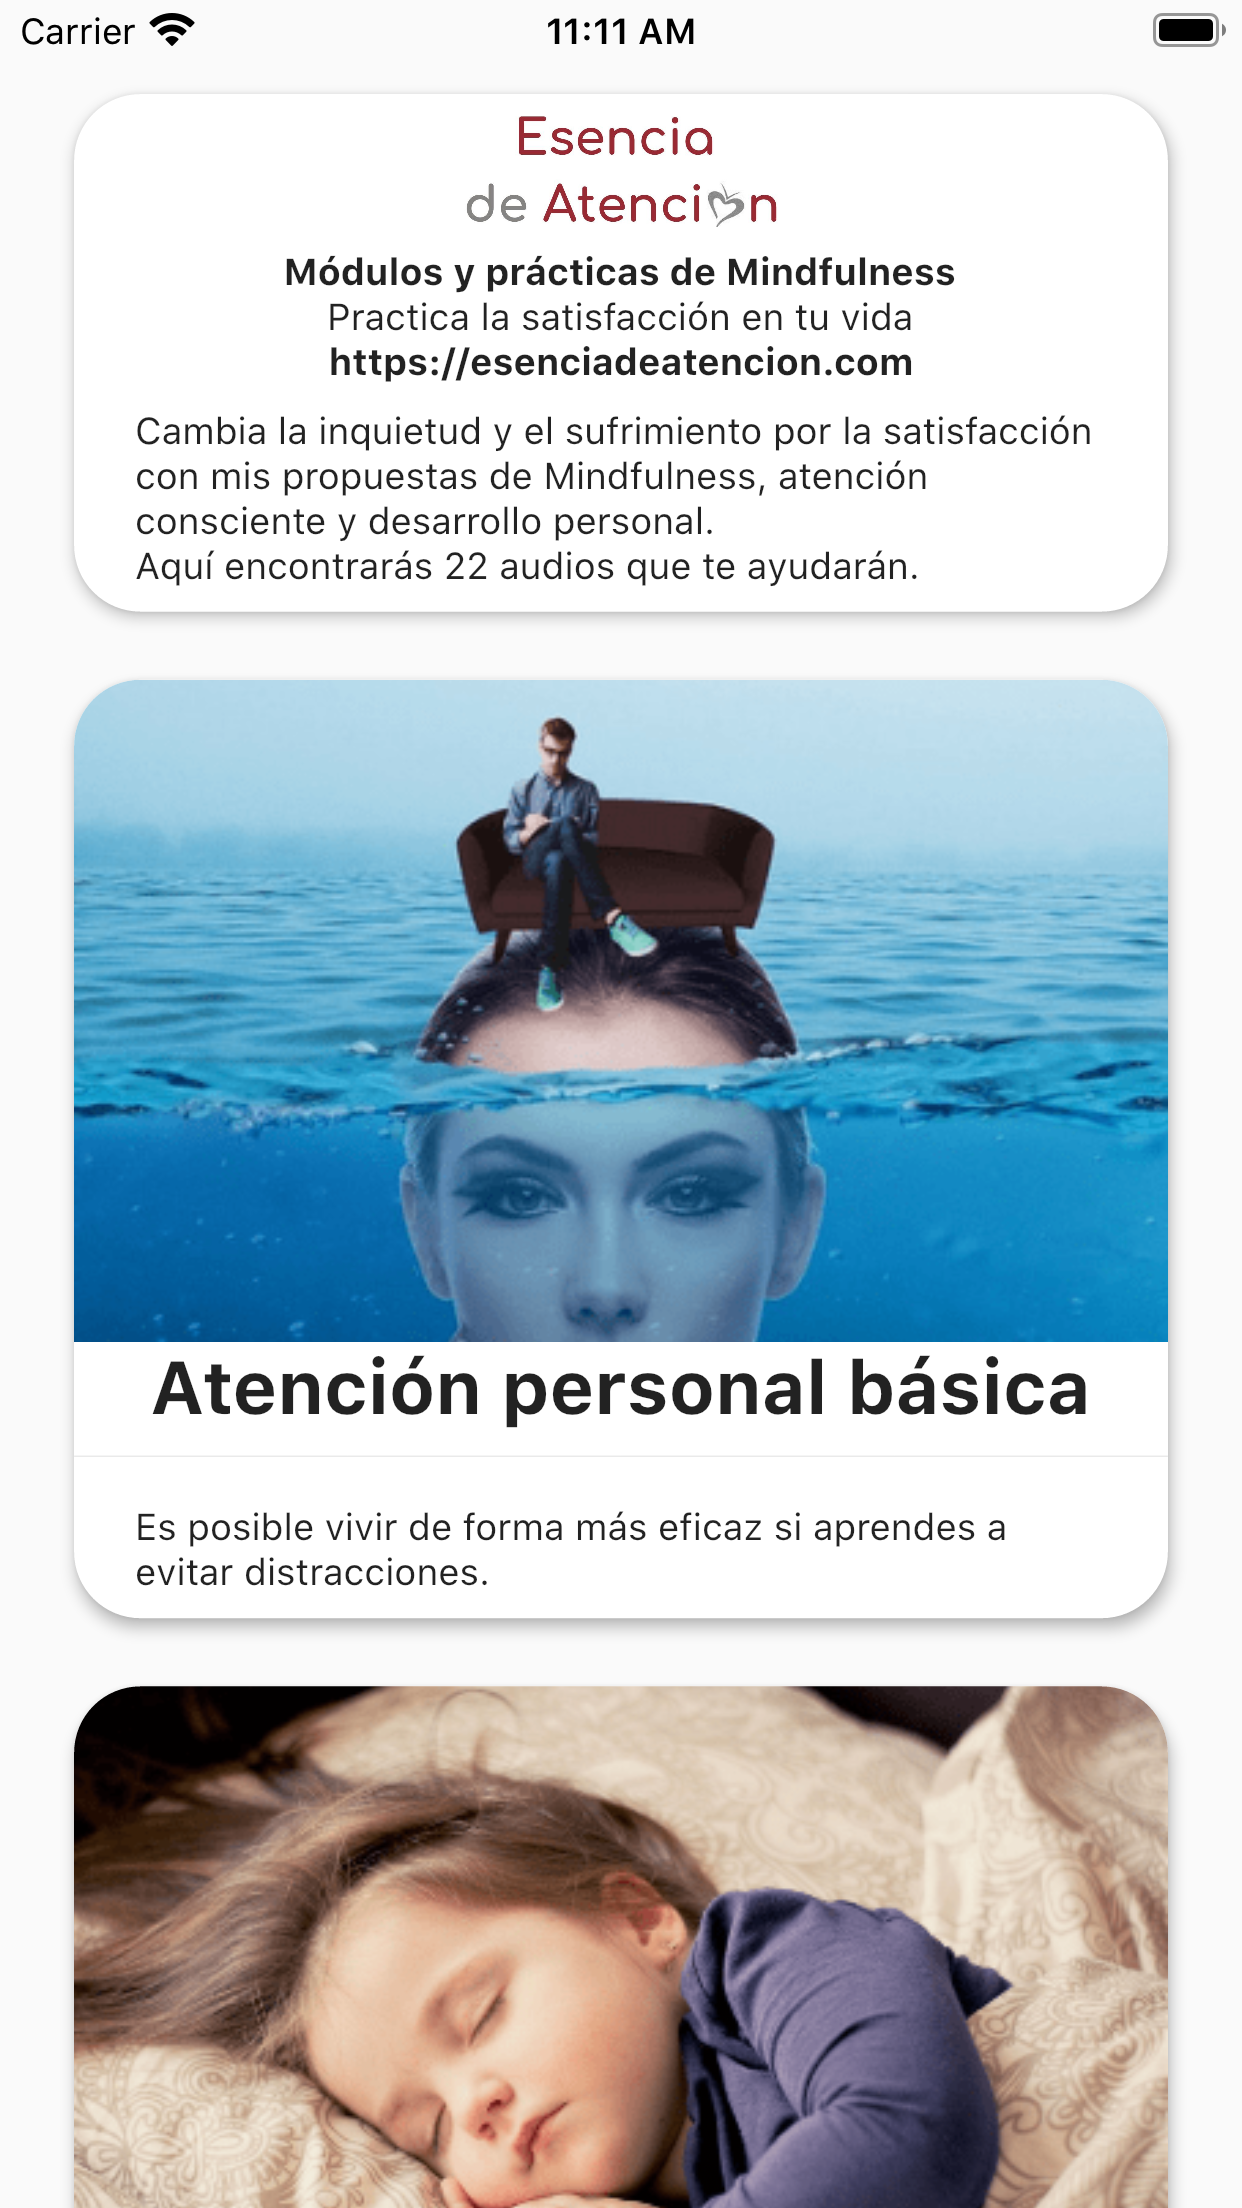 Carrier
11:11 AM
Esencia
de Atención
Módulos y prácticas de Mindfulness
Practica la satisfacción en tu vida
https://esenciadeatencion.com
Cambia la inquietud y el sufrimiento por la satisfacción
con mis propuestas de Mindfulness, atención
consciente y desarrollo personal.
Aquí encontrarás 22 audios que te ayudarán.
Atención personal básica
Es posible vivir de forma más eficaz si aprendes a
evitar distracciones.